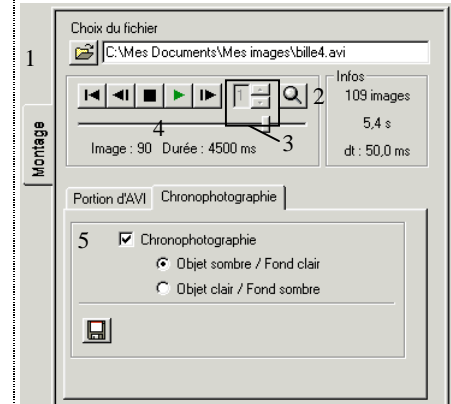 Choix du fichier
1
C:\Mes Documents\Mes images\bille4.avi
Infos
1
2
109 images
4
3
5,4 s
Image : 90 Durée : 4500 ms
dt : 50,0 ms
Montage
Portion d'AVI Chronophotographie
5 Chronophotographie
Objet sombre / Fond clair
Objet clair / Fond sombre